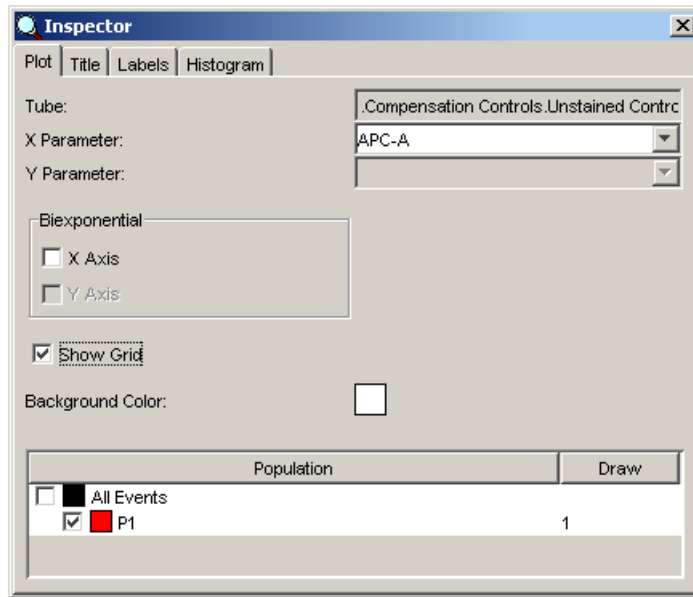 Inspector
Plot Title Labels Histogram
Tube: .Compensation Controls.Unstained Contrc
X Parameter: APC-A
Y Parameter:
Biexponential
X Axis
Y Axis
Show Grid
Background Color:
Population Draw
All Events
P1 1